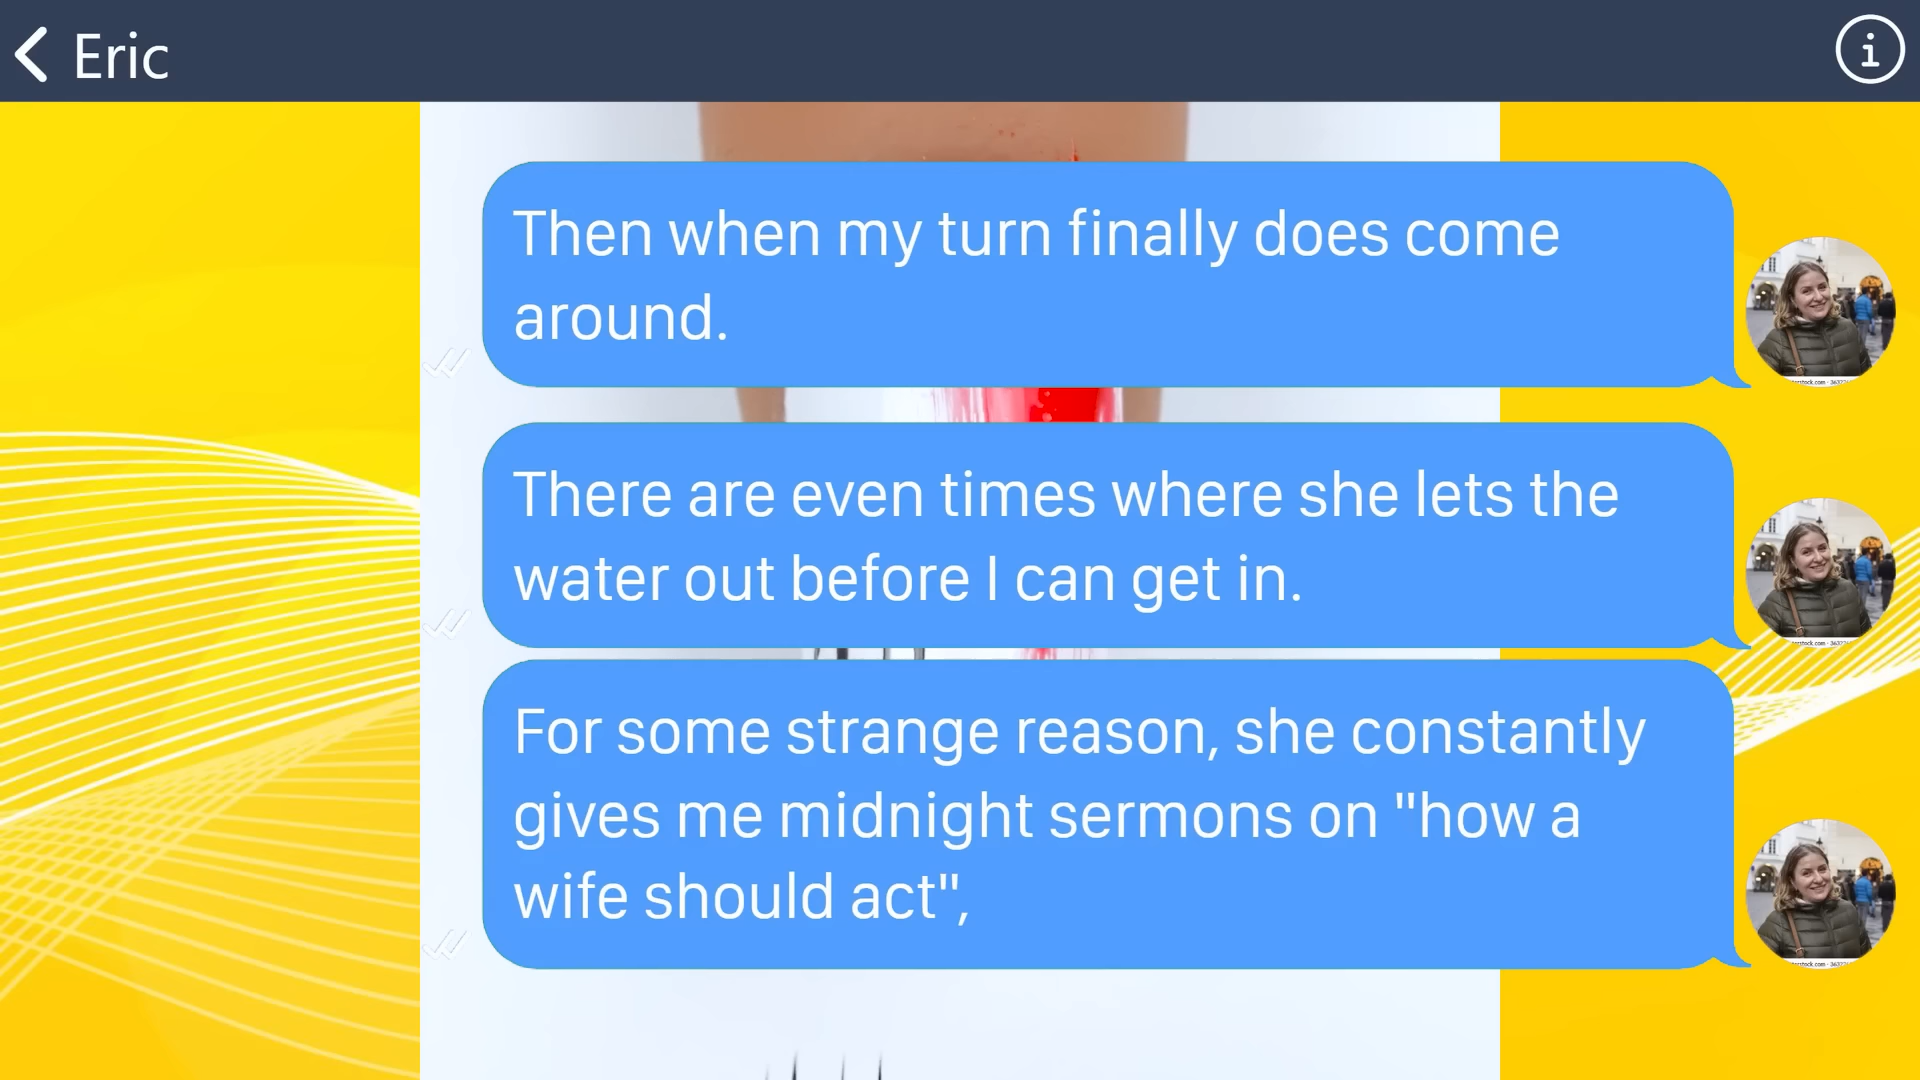 Eric
Then when my turn finally does come
around.
There are even times where she lets the
water out before I can get in.
For some strange reason, she constantly
gives me midnight sermons on "how a
wife should act",